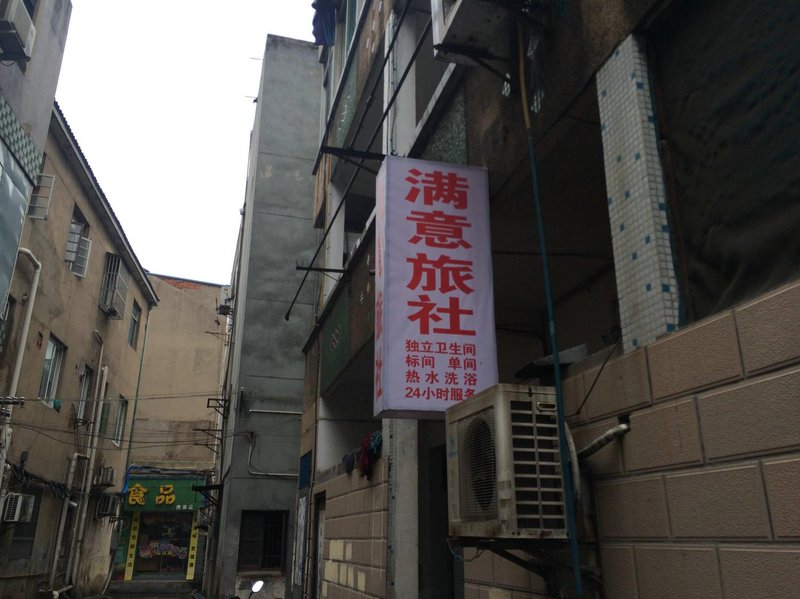 满意旅社
独立卫生间
标间 单间
热水洗浴
24小时服务
食品